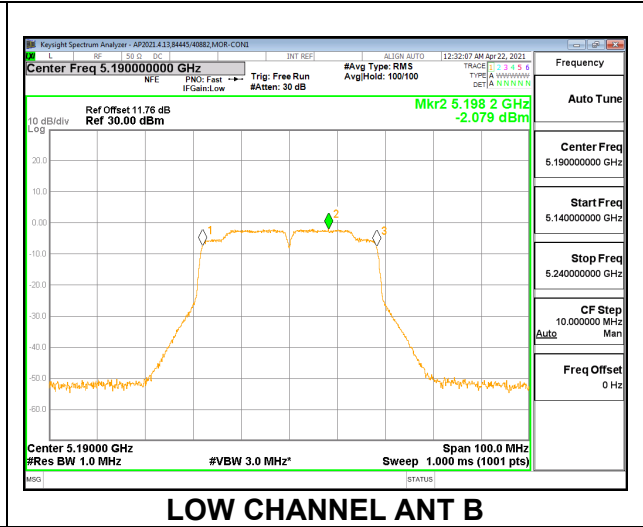 Keysight Spectrum Analyzer - AP2021.4.13,84445/40882,MOR-CON1
LXI L RF 50 Ω DC INT REF ALIGN AUTO 12:32:07 AM Apr 22, 2021
Center Freq 5.190000000 GHz
NFE PNO: Fast IFGain:Low
Trig: Free Run #Atten: 30 dB
#Avg Type: RMS Avg|Hold: 100/100
TRACE 1 2 3 4 5 6
TYPE A WWWWW
DET A N N N N N
Frequency
Auto Tune
Center Freq
5.190000000 GHz
Start Freq
5.140000000 GHz
Stop Freq
5.240000000 GHz
CF Step
10.000000 MHz
Auto Man
Freq Offset
0 Hz
Mkr2 5.198 2 GHz
-2.079 dBm
Ref Offset 11.76 dB
10 dB/div Ref 30.00 dBm
Log
20.0
10.0
0.00
-10.0
-20.0
-30.0
-40.0
-50.0
-60.0
1
2
3
Center 5.19000 GHz Span 100.0 MHz
#Res BW 1.0 MHz #VBW 3.0 MHz* Sweep 1.000 ms (1001 pts)
MSG STATUS
LOW CHANNEL ANT B